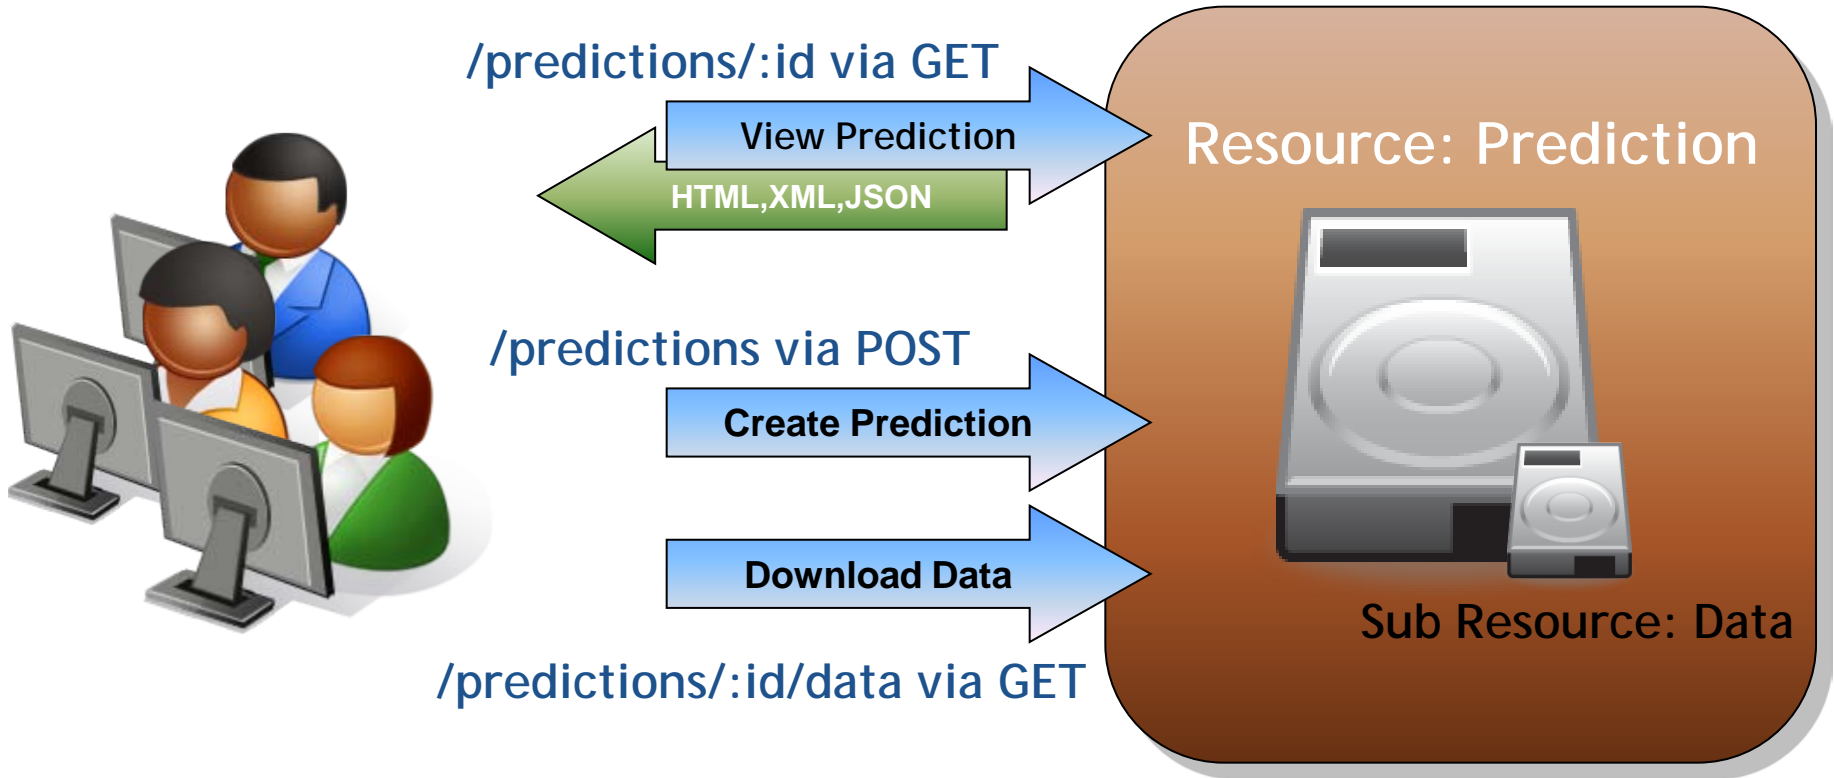 /predictions/:id via GET
View Prediction
HTML,XML,JSON
Resource: Prediction
/predictions via POST
Create Prediction
Download Data
Sub Resource: Data
/predictions/:id/data via GET